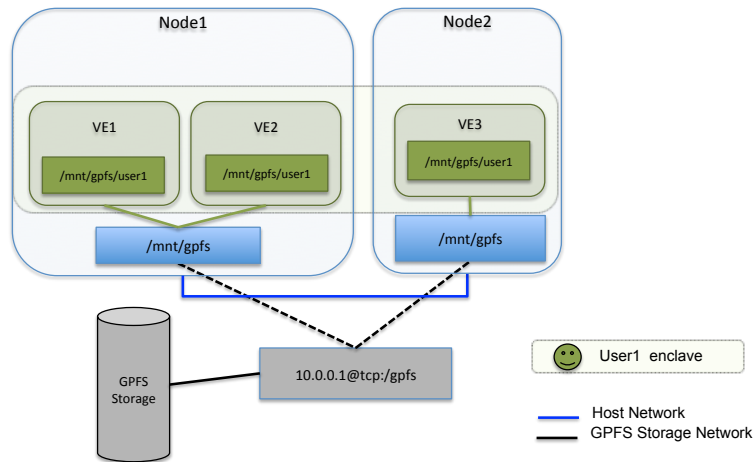 Node1
Node2
VE1
VE2
VE3
/mnt/gpfs/user1
/mnt/gpfs/user1
/mnt/gpfs/user1
/mnt/gpfs
/mnt/gpfs
GPFS
Storage
10.0.0.1@tcp:/gpfs
User1 enclave
Host Network
GPFS Storage Network